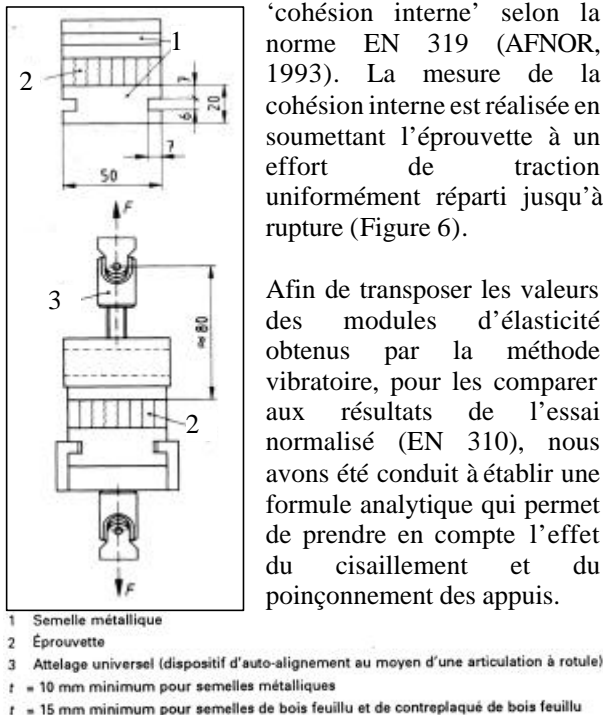 ‘cohésion interne’ selon la
norme EN 319 (AFNOR,
1993). La mesure de la
cohésion interne est réalisée en
soumettant l’éprouvette à un
effort de traction
uniformément réparti jusqu’à
rupture (Figure 6).
Afin de transposer les valeurs
des modules d’élasticité
obtenus par la méthode
vibratoire, pour les comparer
aux résultats de l’essai
normalisé (EN 310), nous
avons été conduit à établir une
formule analytique qui permet
de prendre en compte l’effet
du cisaillement et du
poinçonnement des appuis.
1
2
7
7
6
20
7
50
F
3
≈80
2
F
1 Semelle métallique
2 Éprouvette
3 Attelage universel (dispositif d'auto-alignement au moyen d'une articulation à rotule)
t = 10 mm minimum pour semelles métalliques
t = 15 mm minimum pour semelles de bois feuillu et de contreplaqué de bois feuillu